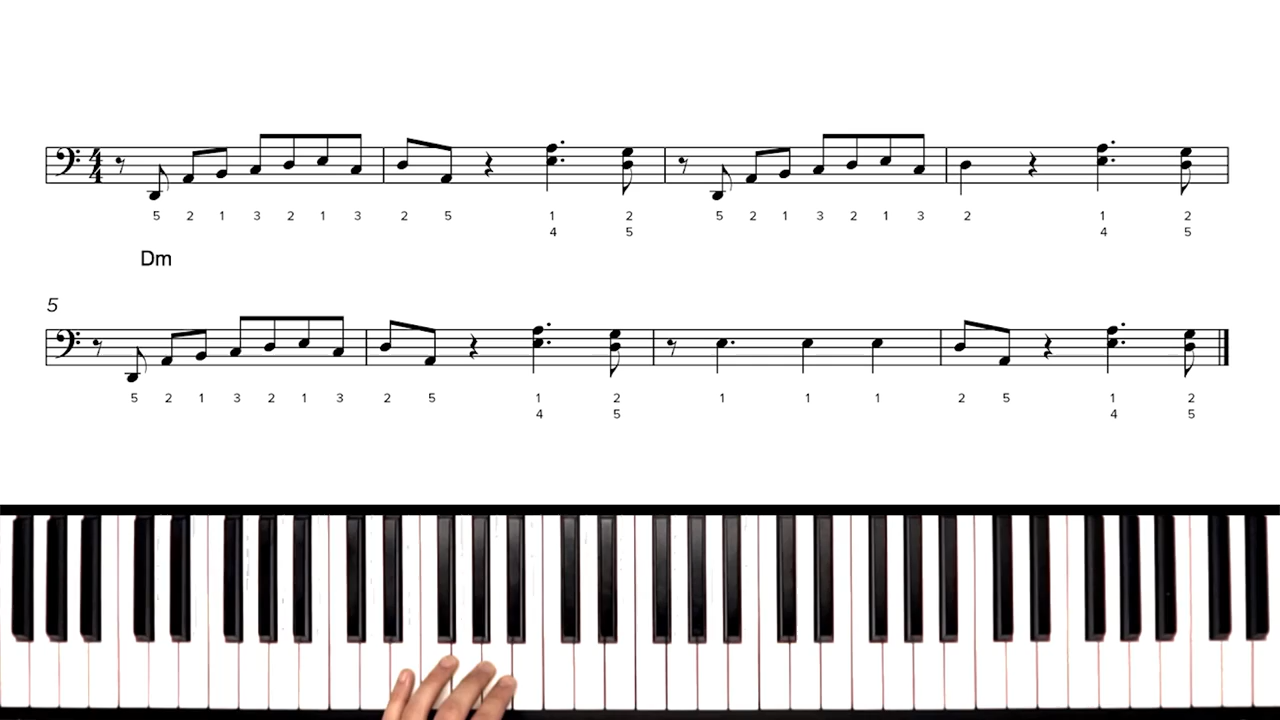 4
4
5 2 1 3 2 1 3 2 5 1 2 5 2 1 3 2 1 3 2 1 2
4 5 4 5
Dm
5
5 2 1 3 2 1 3 2 5 1 2 1 1 1 2 5 1 2
4 5 4 5